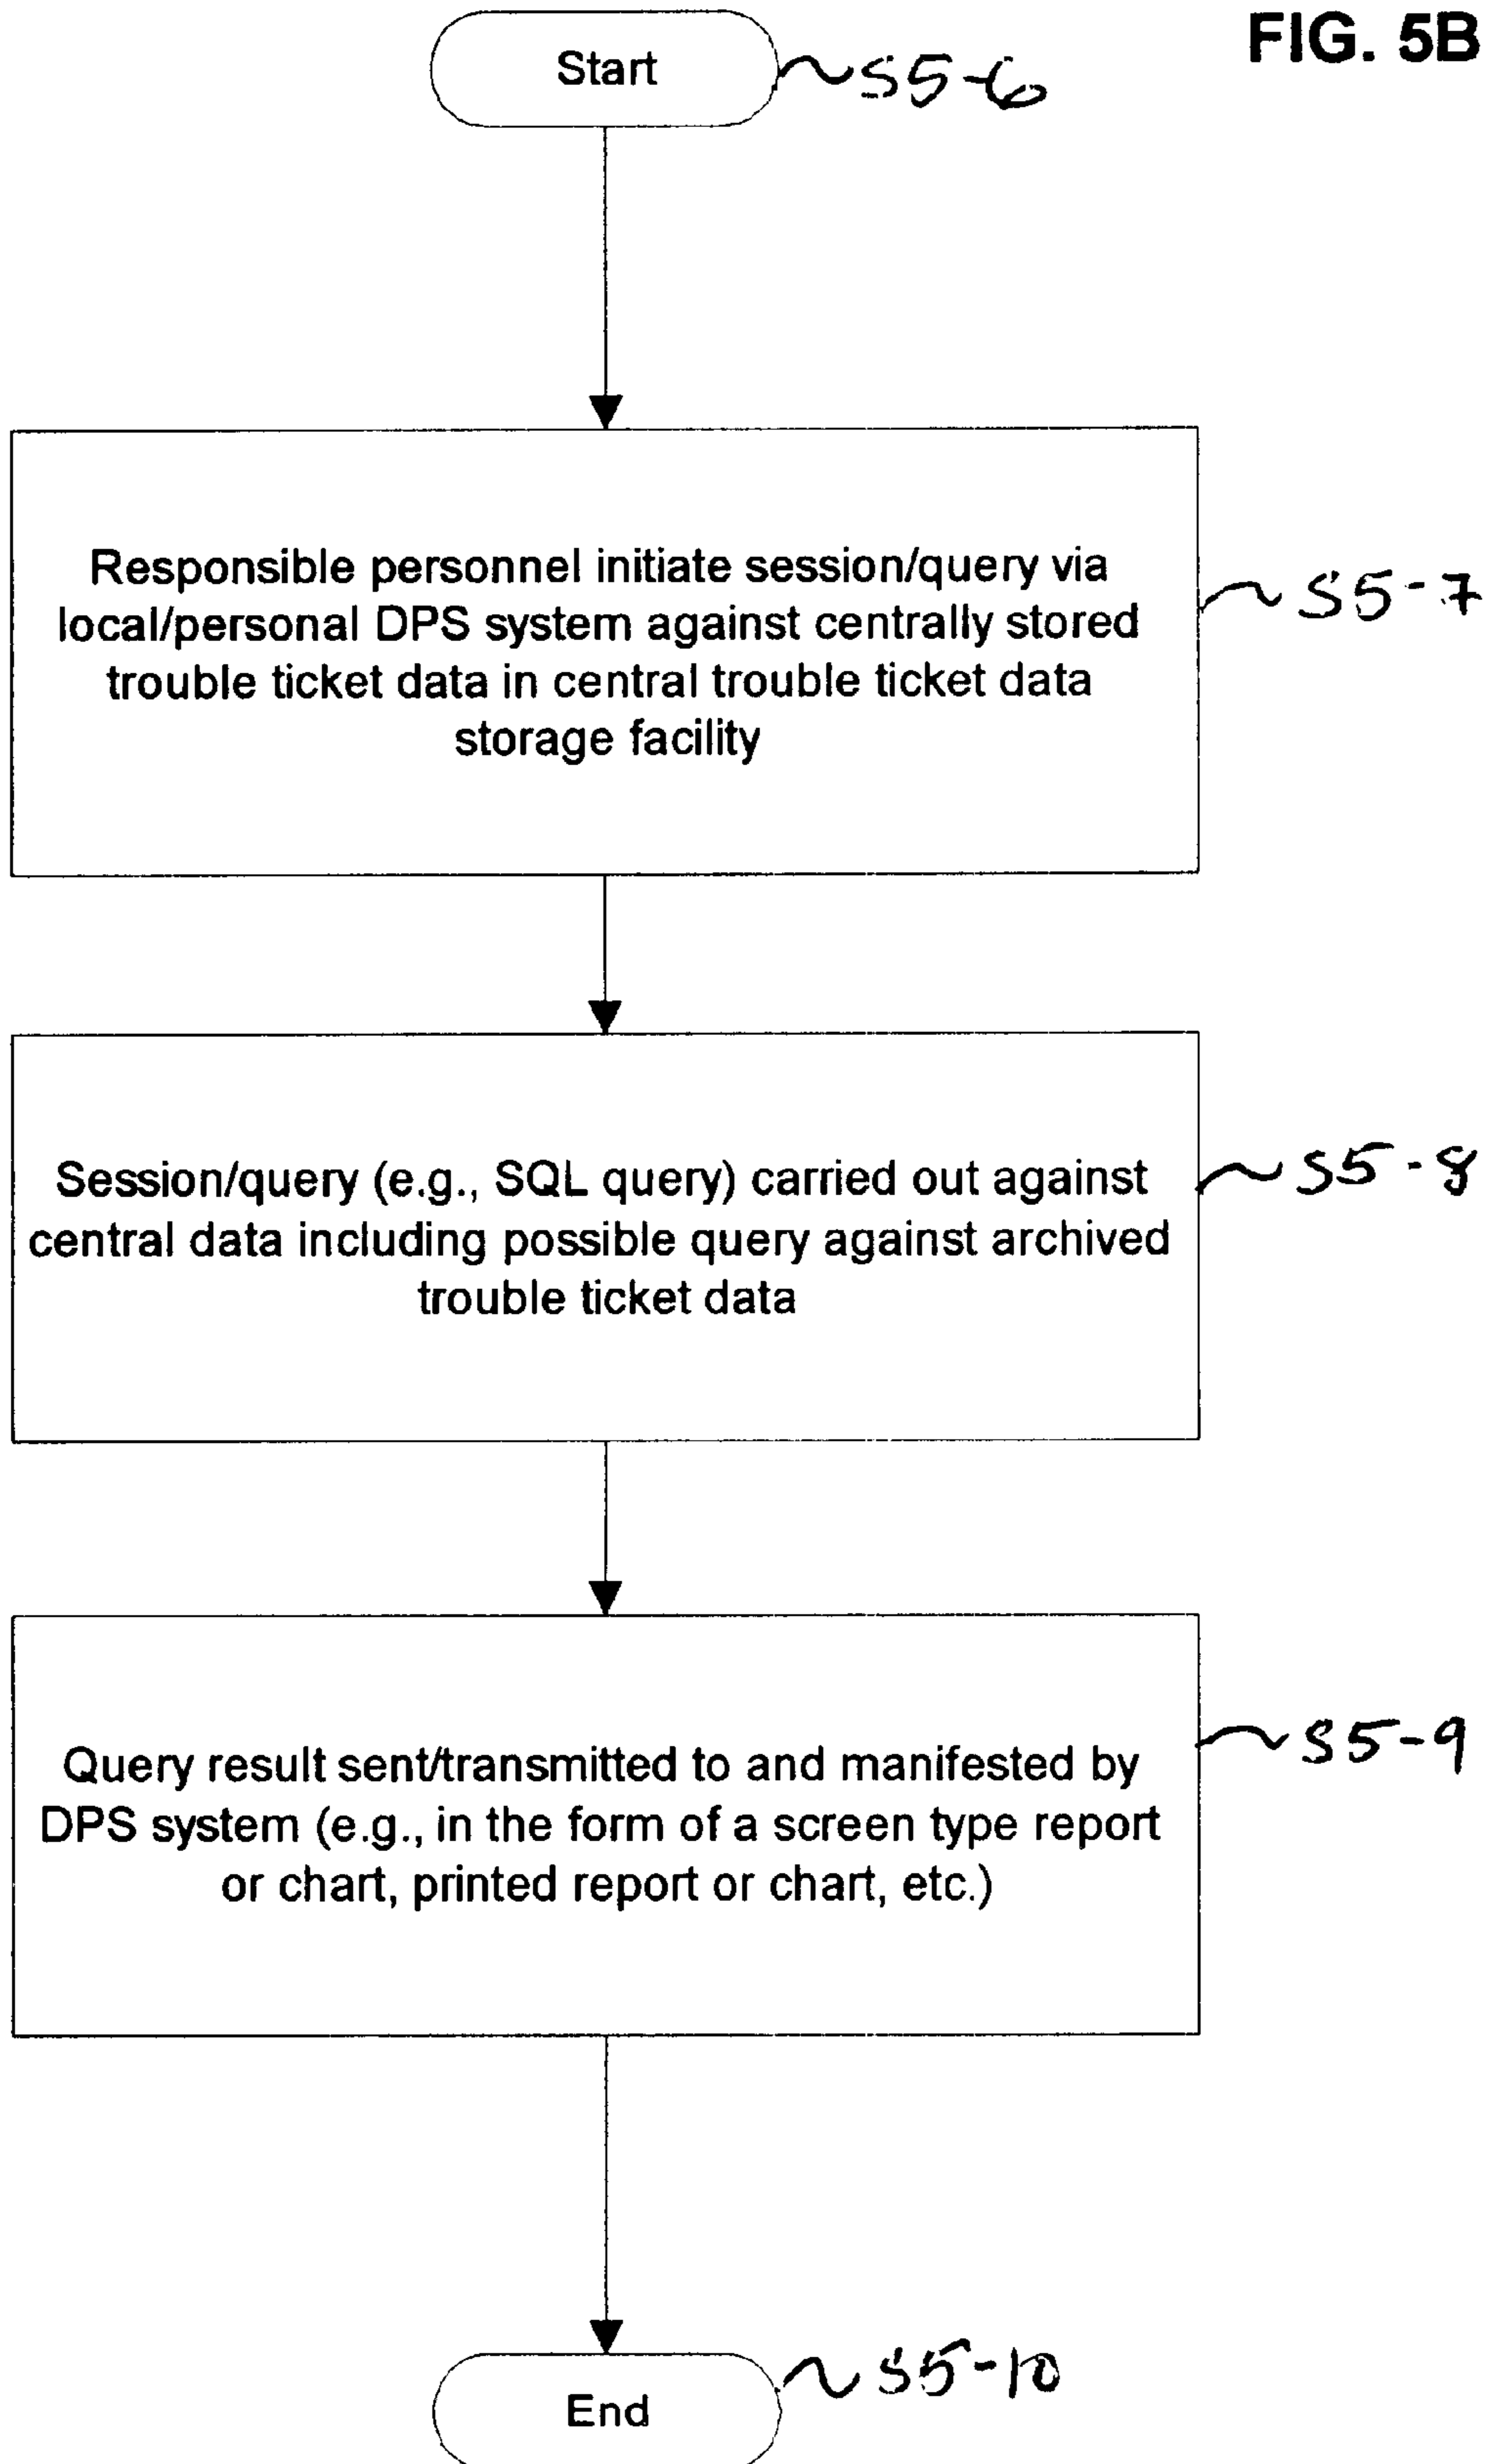 FIG. 5B
Start
S5-6
Responsible personnel initiate session/query via
local/personal DPS system against centrally stored
trouble ticket data in central trouble ticket data
storage facility
S5-7
Session/query (e.g., SQL query) carried out against
central data including possible query against archived
trouble ticket data
S5-8
Query result sent/transmitted to and manifested by
DPS system (e.g., in the form of a screen type report
or chart, printed report or chart, etc.)
S5-9
End
S5-10